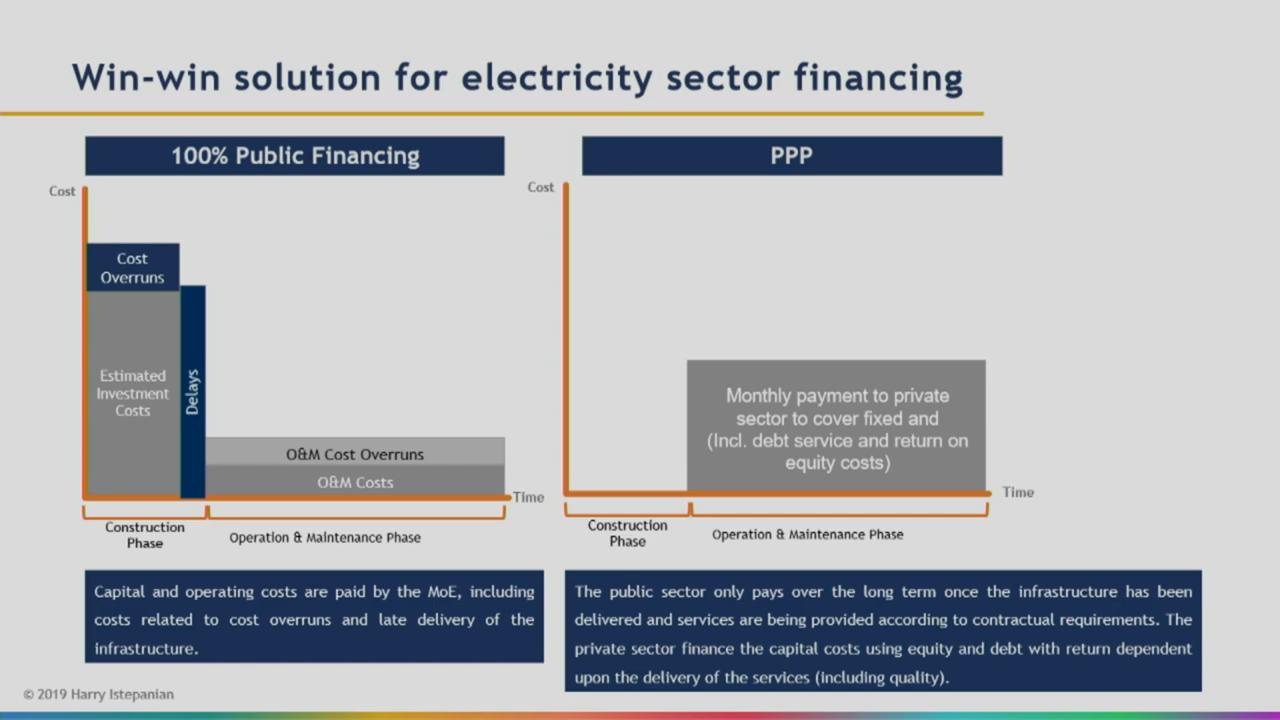 Win-win solution for electricity sector financing
100% Public Financing
Cost
Cost
Overruns
Estimated
Investment
Costs
Delays
O&M Cost Overruns
O&M Costs
Time
Construction
Phase
Operation & Maintenance Phase
Capital and operating costs are paid by the MoE, including
costs related to cost overruns and late delivery of the
infrastructure.
PPP
Cost
Monthly payment to private
sector to cover fixed and
(Incl. debt service and return on
equity costs)
Time
Construction
Phase
Operation & Maintenance Phase
The public sector only pays over the long term once the infrastructure has been
delivered and services are being provided according to contractual requirements. The
private sector finance the capital costs using equity and debt with return dependent
upon the delivery of the services (including quality).
© 2019 Harry Istepanian